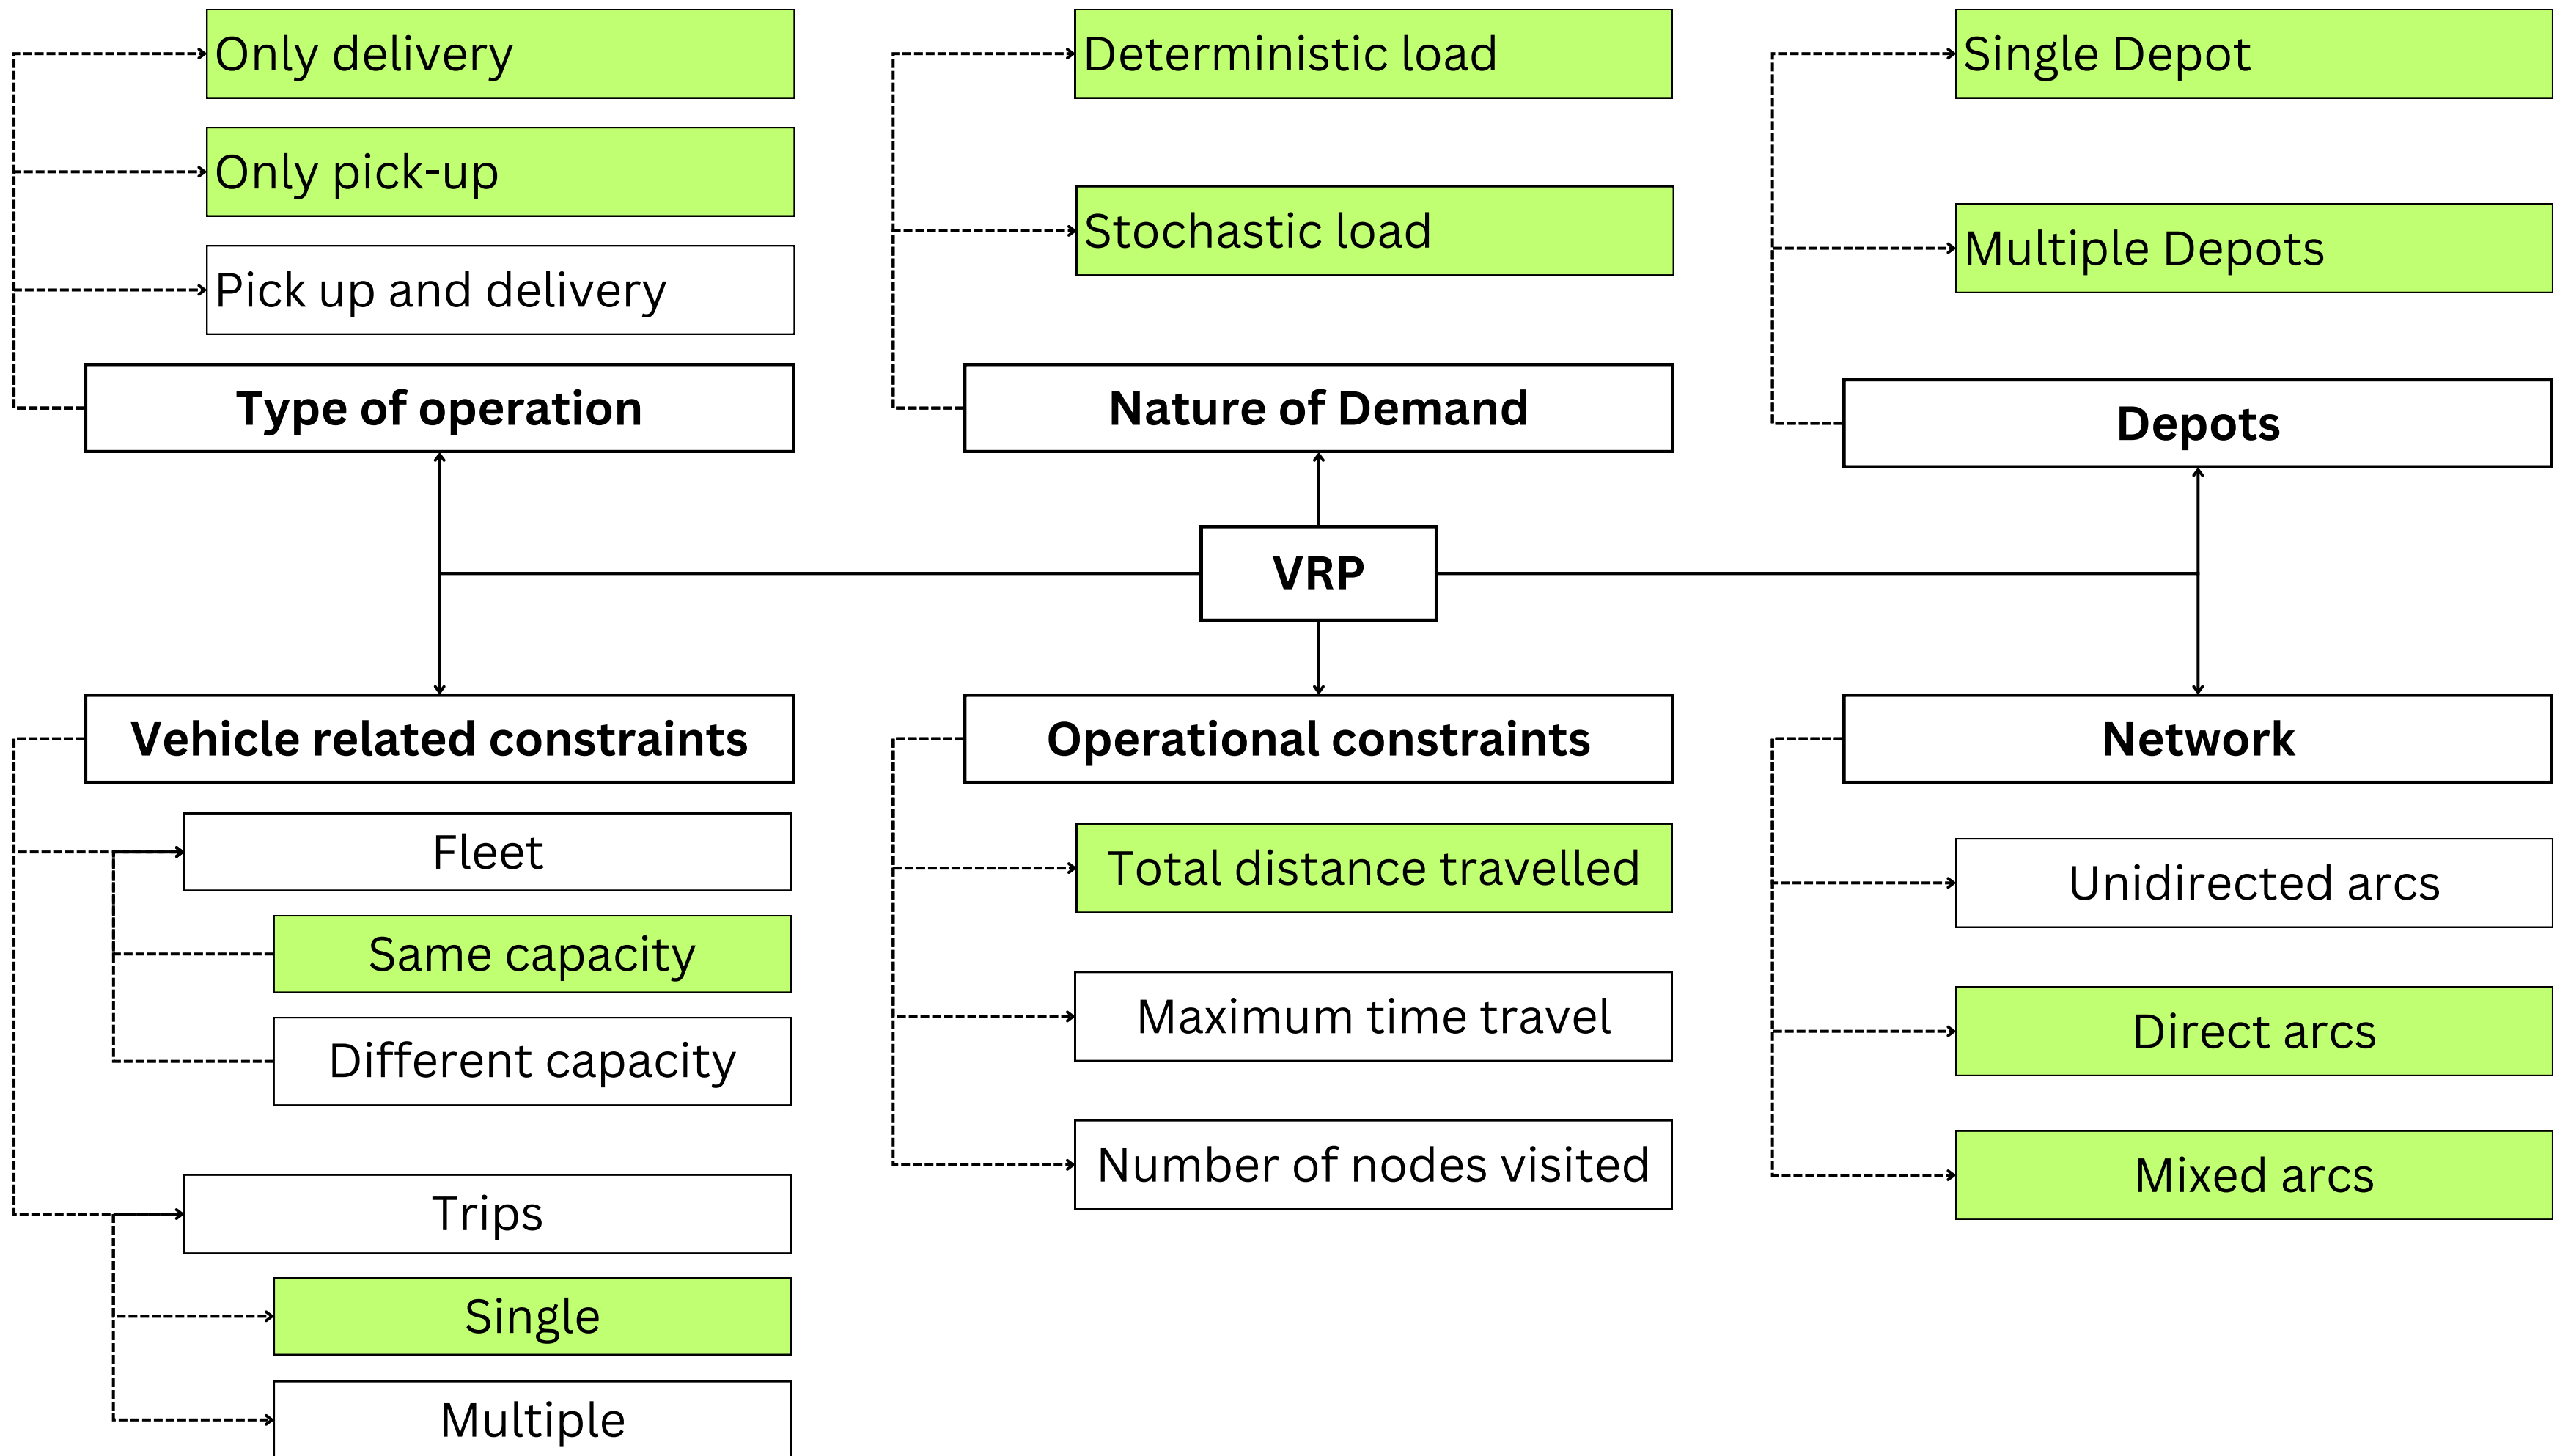 Only delivery
Only pick-up
Pick up and delivery
Type of operation
Deterministic load
Stochastic load
Nature of Demand
Single Depot
Multiple Depots
Depots
VRP
Vehicle related constraints
Fleet
Same capacity
Different capacity
Trips
Single
Multiple
Operational constraints
Total distance travelled
Maximum time travel
Number of nodes visited
Network
Unidirected arcs
Direct arcs
Mixed arcs